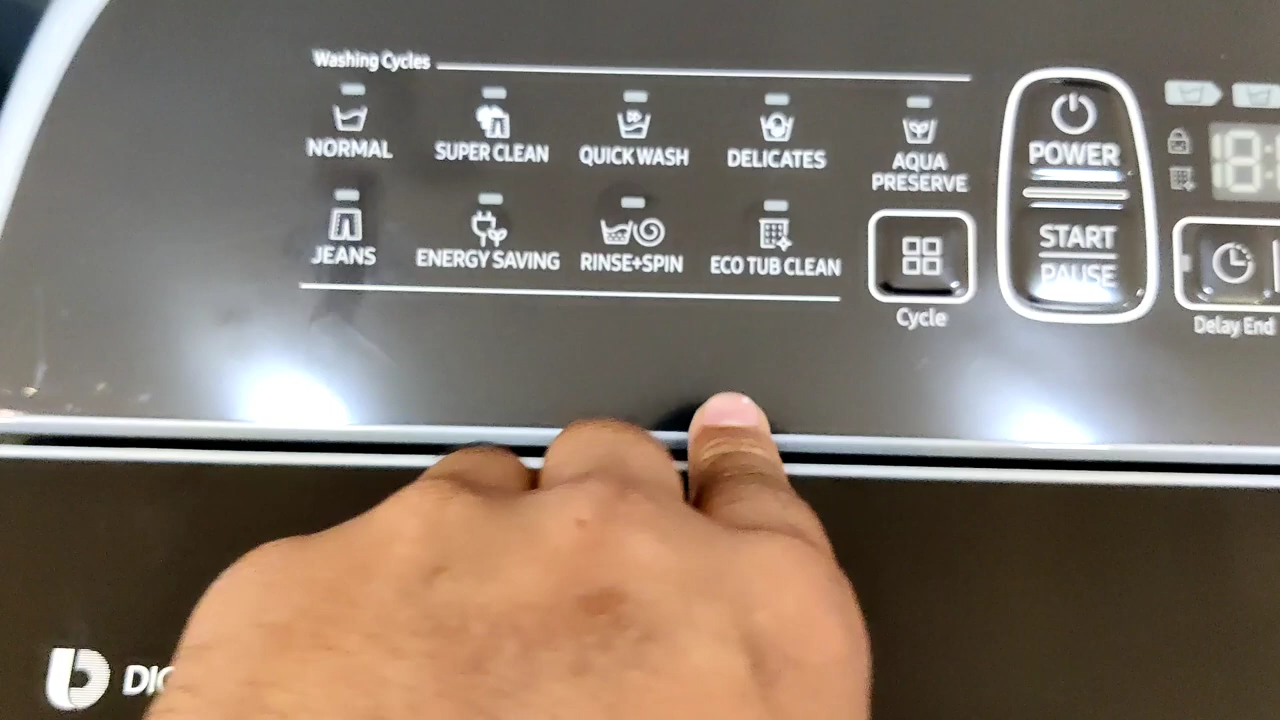 Washing Cycles
NORMAL
SUPER CLEAN
QUICK WASH
DELICATES
AQUA
PRESERVE
JEANS
ENERGY SAVING
RINSE+SPIN
ECO TUB CLEAN
Cycle
POWER
START
PAUSE
Delay End